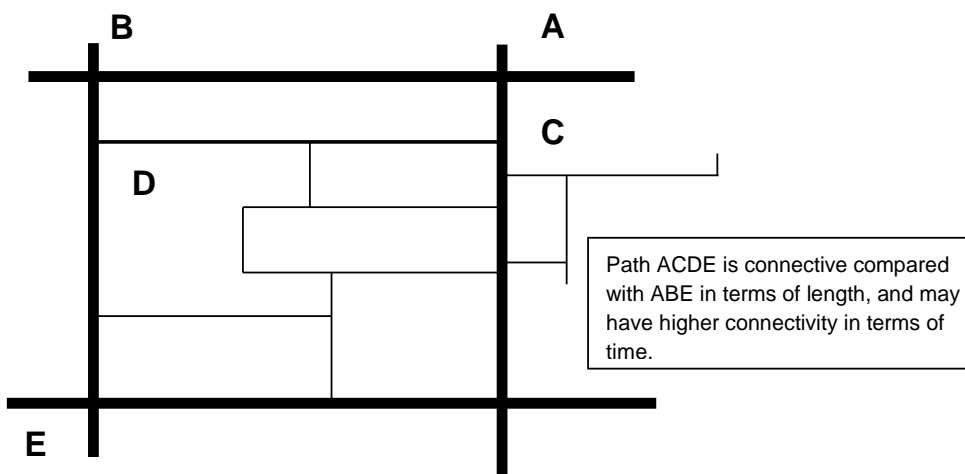 B
A
C
D
Path ACDE is connective compared
with ABE in terms of length, and may
have higher connectivity in terms of
time.
E